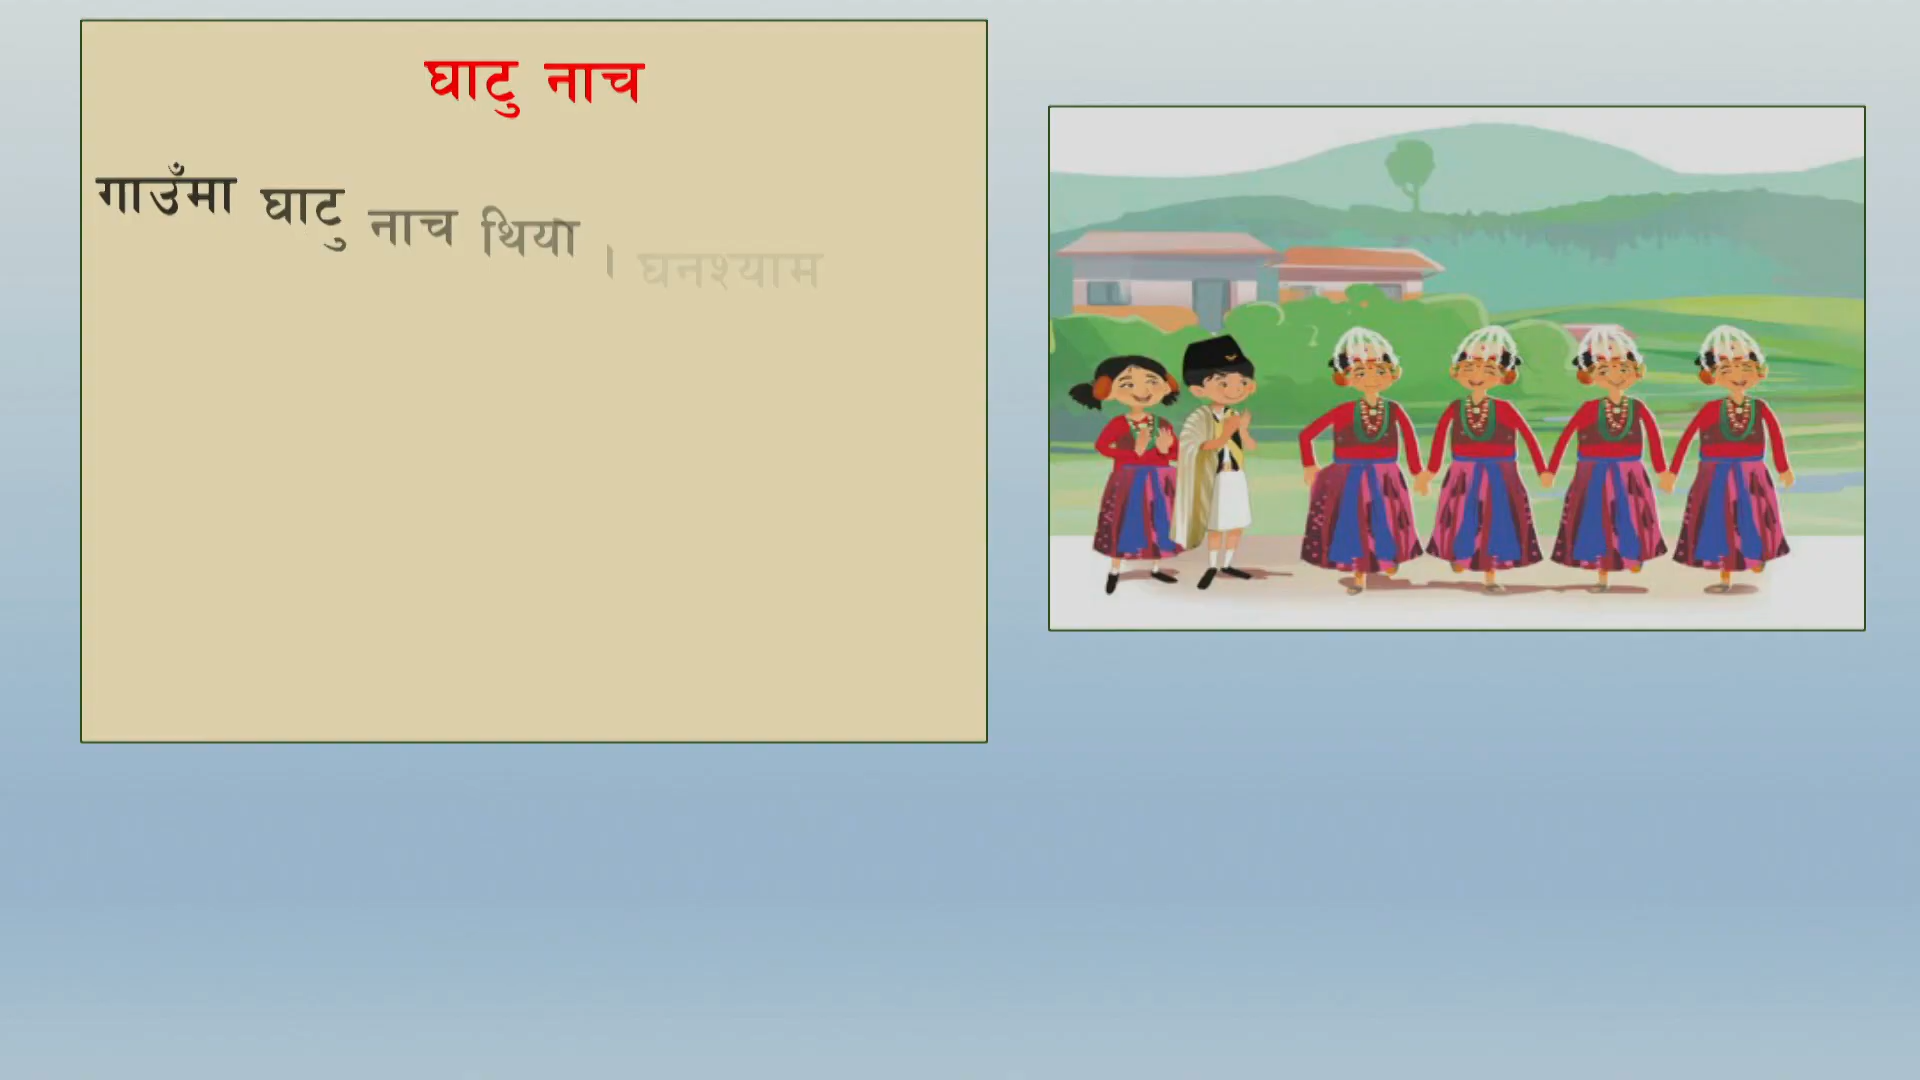 घाटु नाच
गाउँमा घाटु नाच थियो । घनश्याम